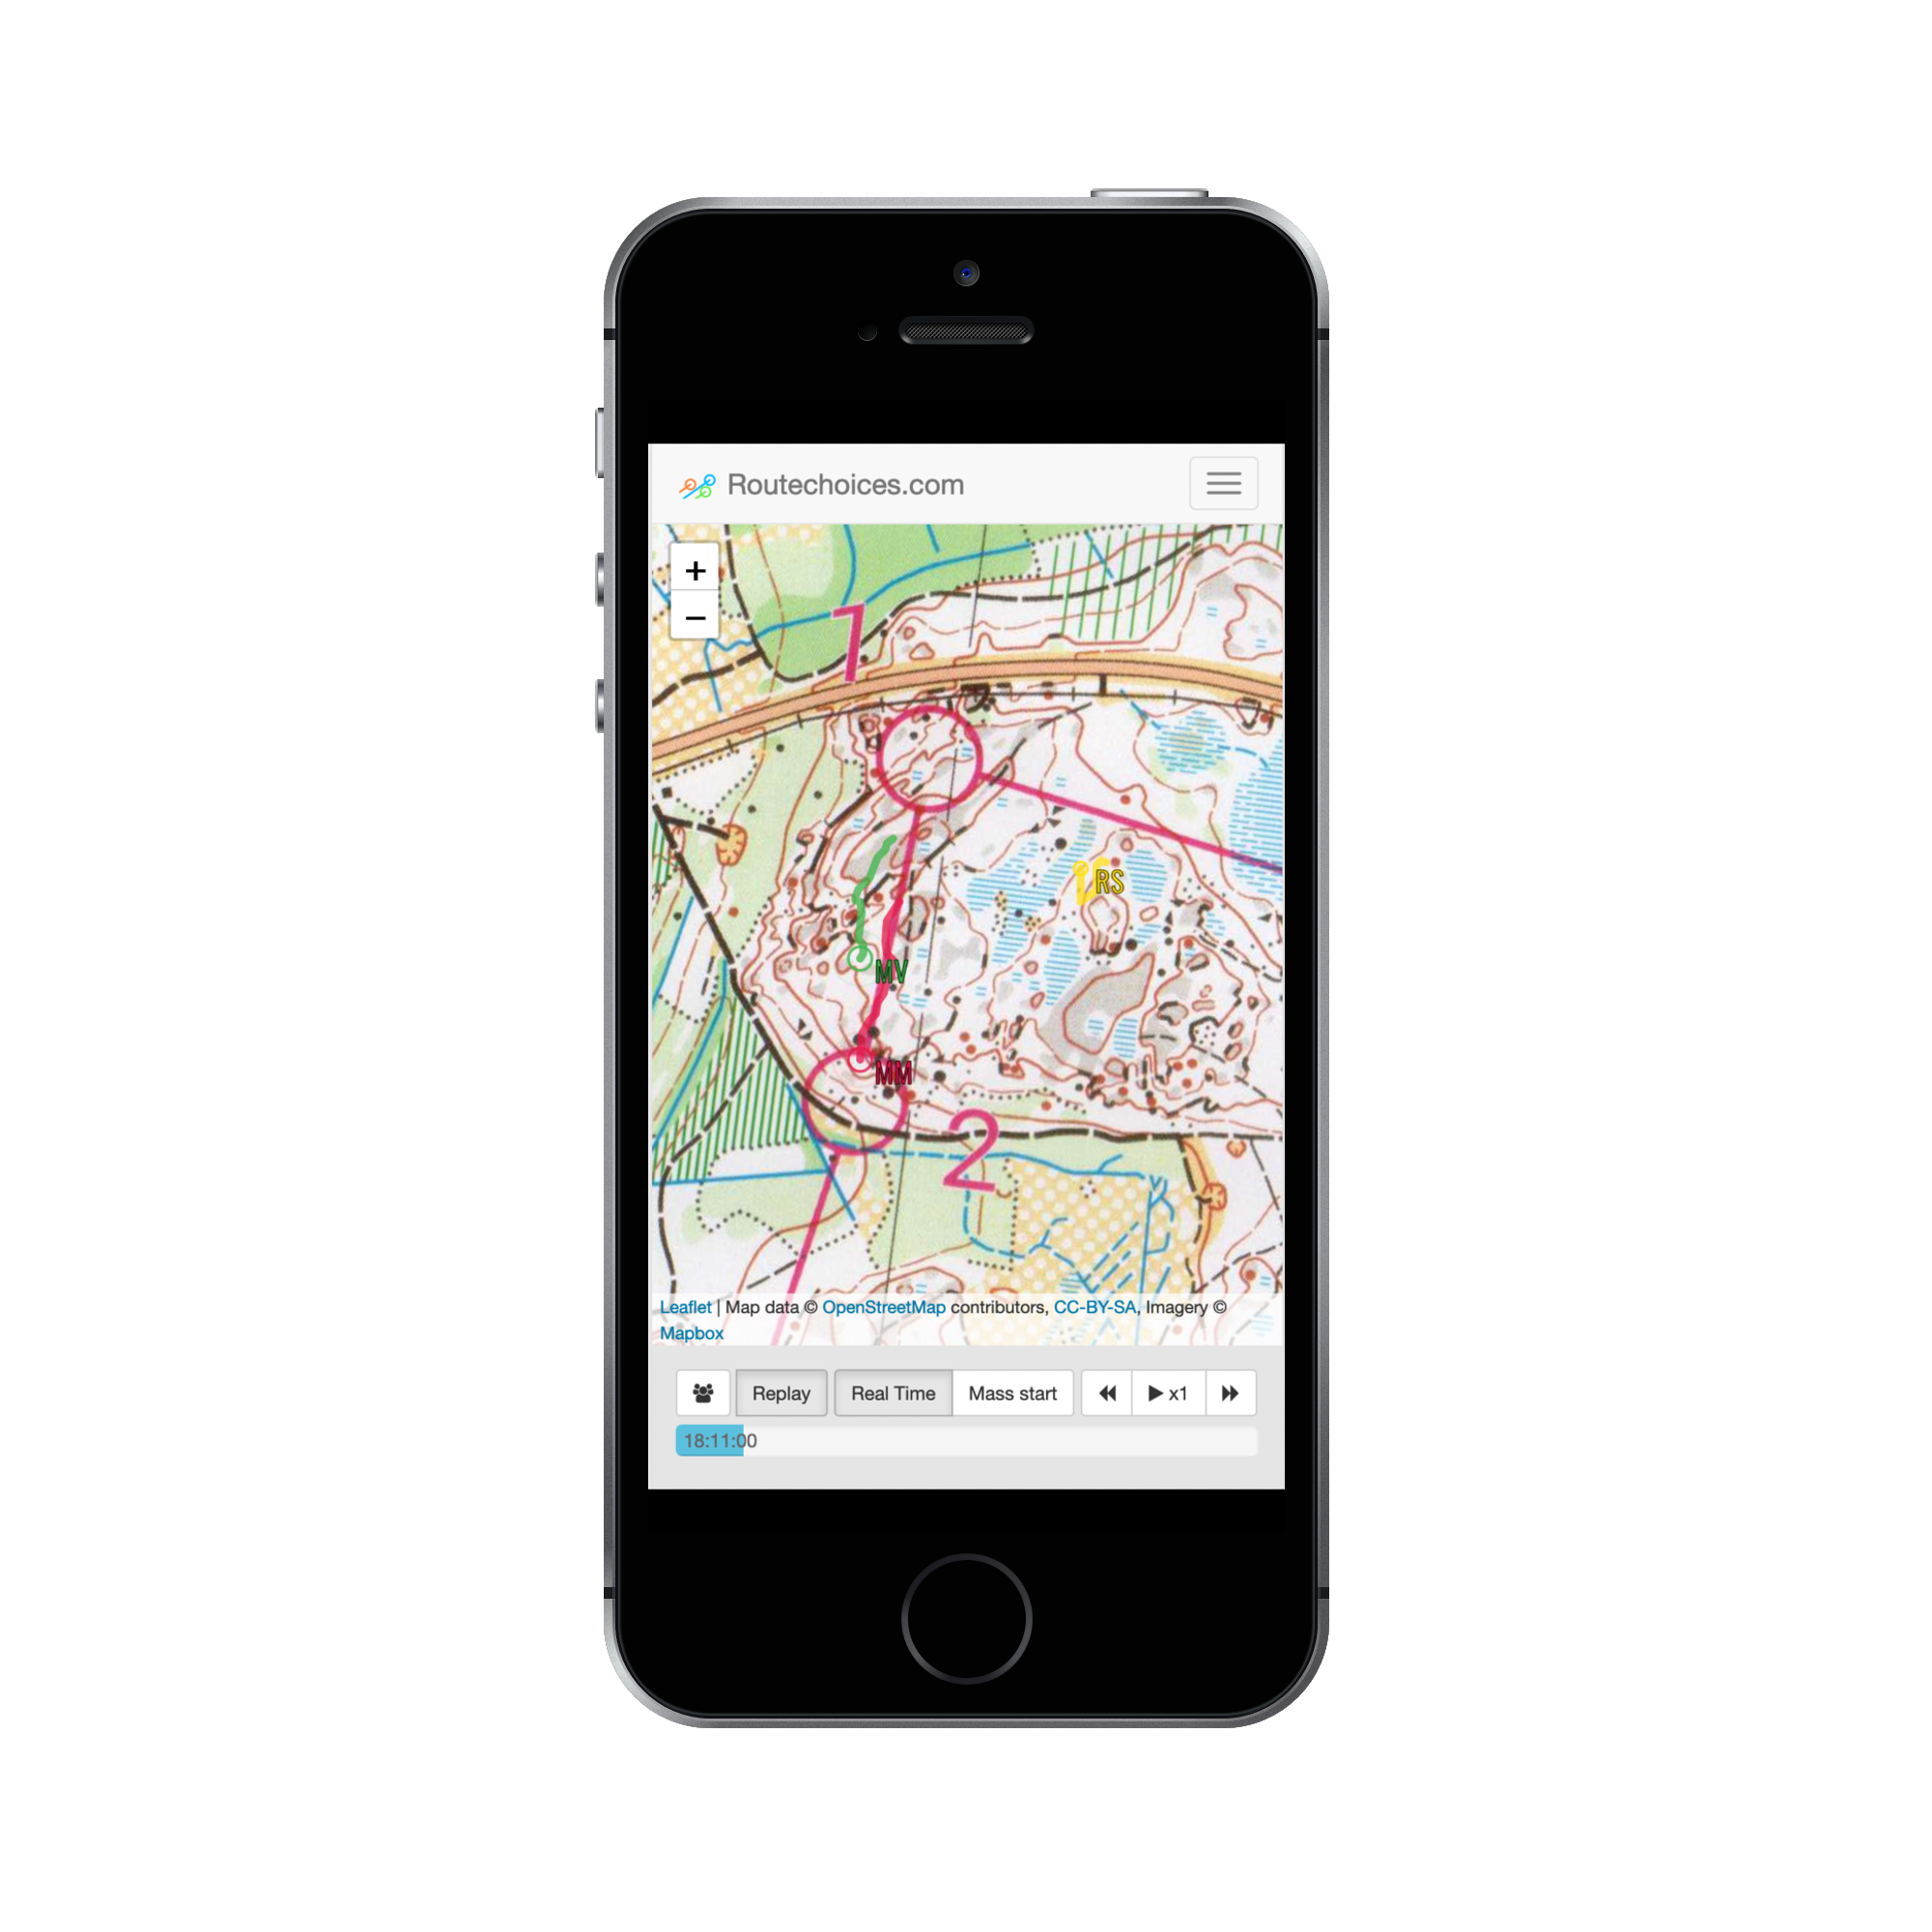 Routechoices.com
+
−
1
RS
MV
MM
2
Leaflet | Map data © OpenStreetMap contributors, CC-BY-SA, Imagery ©
Mapbox
Replay Real Time Mass start x1
18:11:00